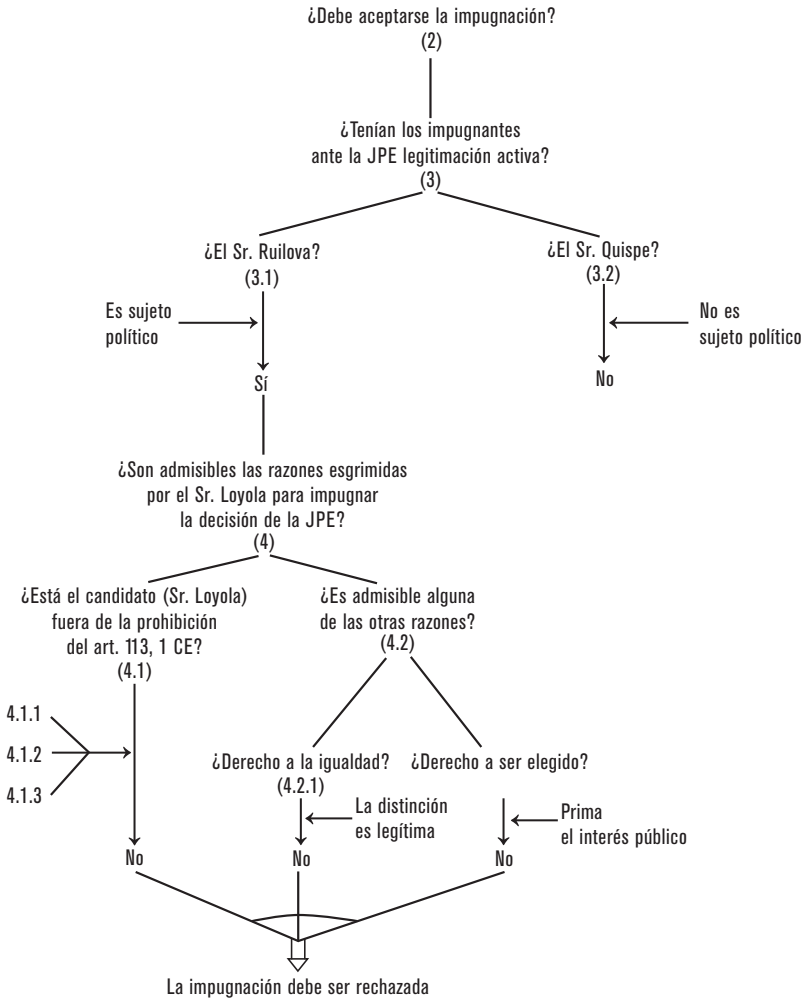 ¿Debe aceptarse la impugnación?
(2)
¿Tenían los impugnantes
ante la JPE legitimación activa?
(3)
¿El Sr. Ruilova?
(3.1)
¿El Sr. Quispe?
(3.2)
Es sujeto
político
No es
sujeto político
Sí
No
¿Son admisibles las razones esgrimidas
por el Sr. Loyola para impugnar
la decisión de la JPE?
(4)
¿Está el candidato (Sr. Loyola)
fuera de la prohibición
del art. 113, 1 CE?
(4.1)
¿Es admisible alguna
de las otras razones?
(4.2)
4.1.1
4.1.2
4.1.3
¿Derecho a la igualdad?
(4.2.1)
¿Derecho a ser elegido?
La distinción
es legítima
Prima
el interés público
No
No
No
La impugnación debe ser rechazada